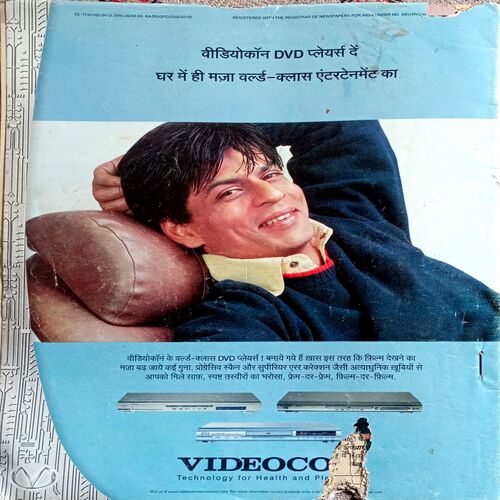 वीडियोकॉन DVD प्लेयर्स दें
घर में ही मज़ा वर्ल्ड-क्लास एंटरटेनमेंट का
वीडियोकॉन के वर्ल्ड-क्लास DVD प्लेयर्स ! बनाये गये हैं ख़ास इस तरह कि फ़िल्म देखने का
मज़ा बढ़ जाये कई गुना. प्रोग्रेसिव स्कैन और सुपीरियर एरर करेक्शन जैसी अत्याधुनिक ख़ूबियों से
आपको मिले साफ़, स्पष्ट तस्वीरों का भरोसा, फ्रेम-दर-फ्रेम, फ़िल्म-दर-फ़िल्म.
VIDEOCO
Technology for Health and